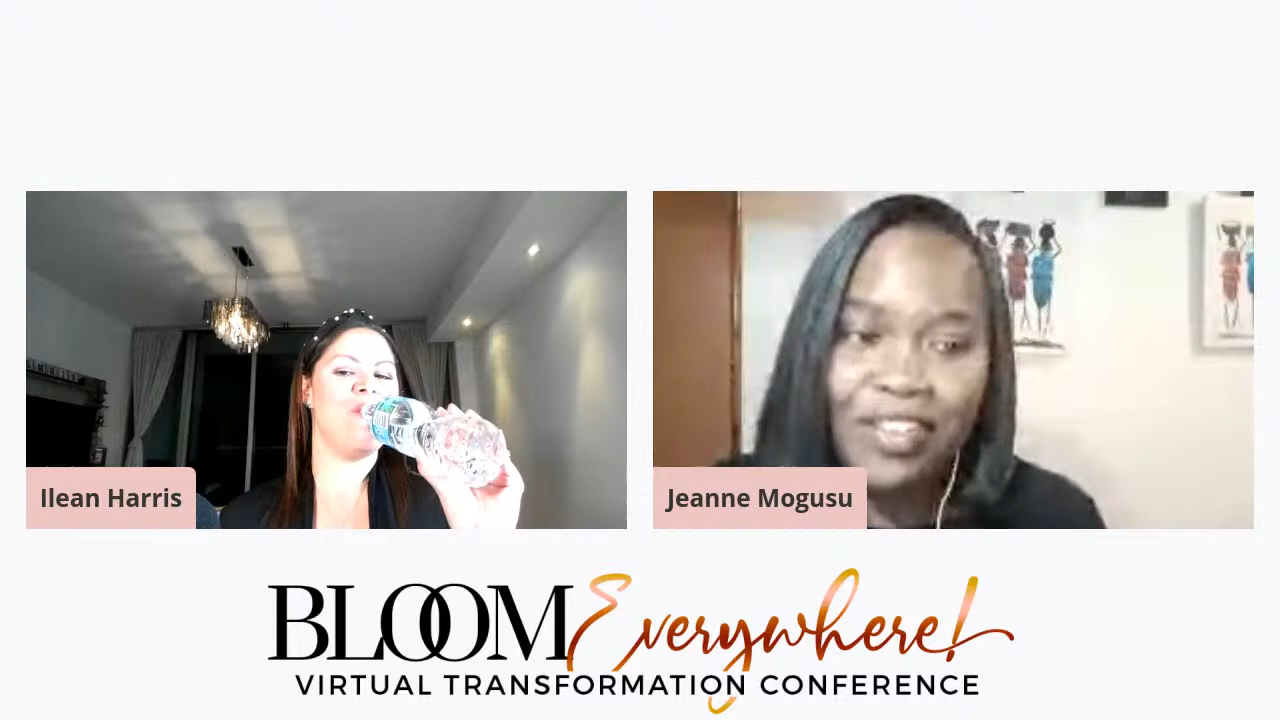 Ilean Harris
Jeanne Mogusu
BLOOM Everywhere!
VIRTUAL TRANSFORMATION CONFERENCE